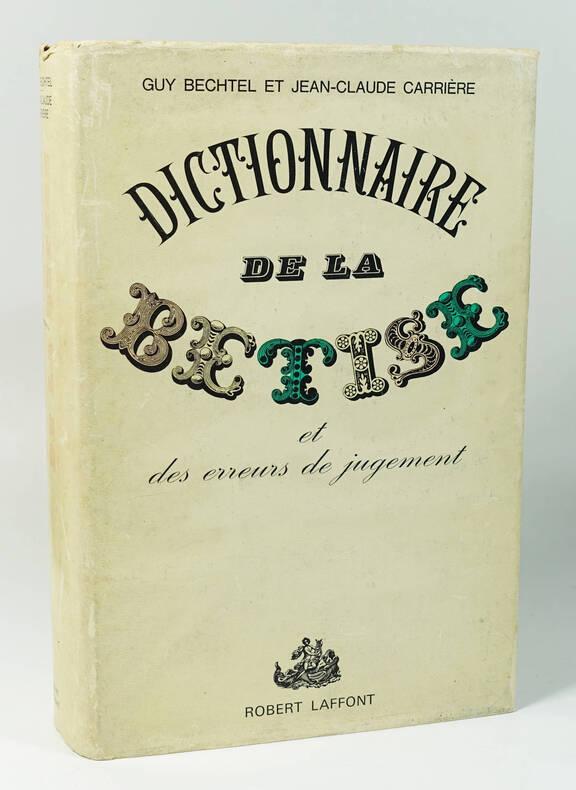 GUY BECHTEL ET JEAN-CLAUDE CARRIÈRE
DICTIONNAIRE
DE LA
BETISE
et
des erreurs de jugement
ROBERT LAFFONT